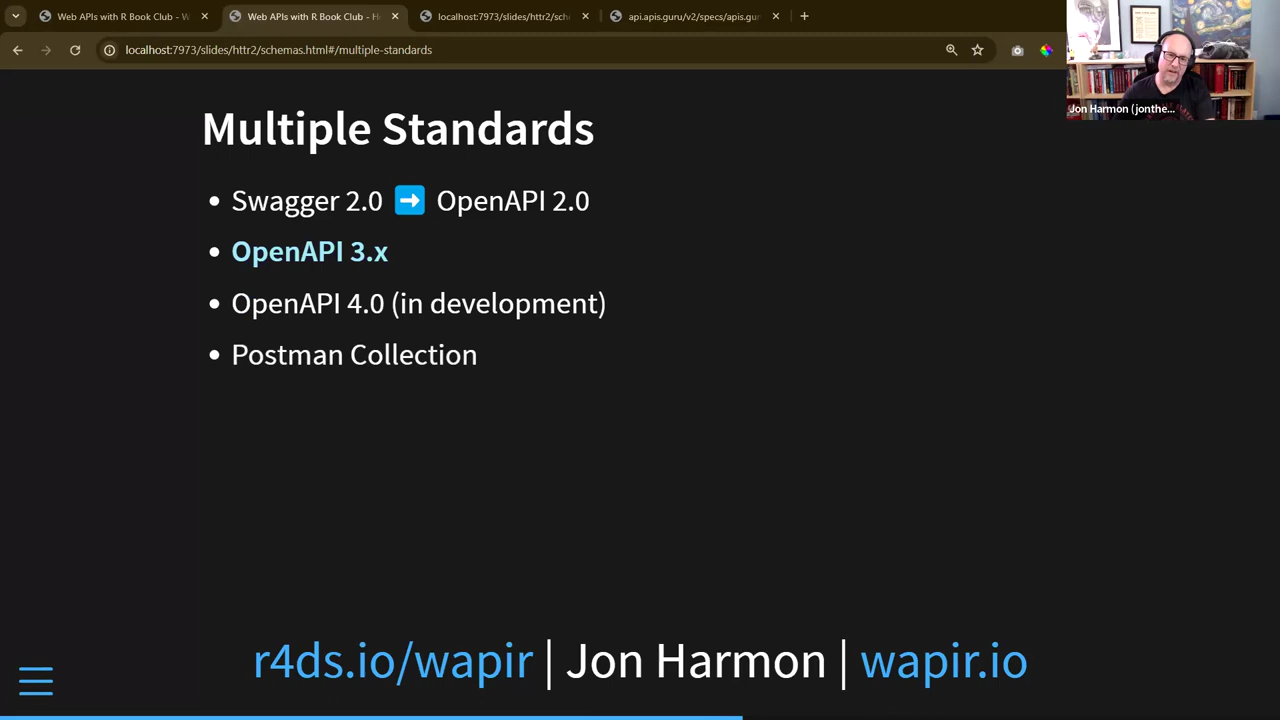 Web APIs with R Book Club - W
Web APIs with R Book Club - H
localhost:7973/slides/httr2/sche
api.apis.guru/v2/specs/apis.gur
localhost:7973/slides/httr2/schemas.html#/multiple-standards
Jon Harmon (jonthe...
Multiple Standards
• Swagger 2.0 ➡ OpenAPI 2.0
• OpenAPI 3.x
• OpenAPI 4.0 (in development)
• Postman Collection
r4ds.io/wapir | Jon Harmon | wapir.io